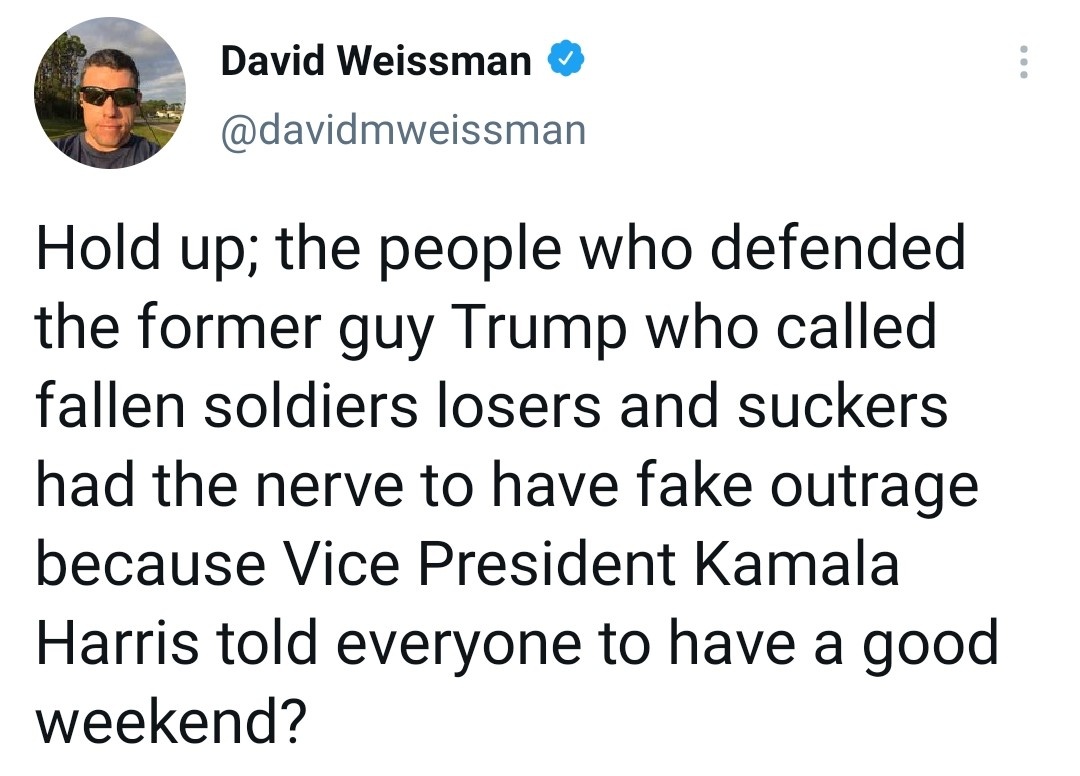 David Weissman
@davidmweissman
Hold up; the people who defended
the former guy Trump who called
fallen soldiers losers and suckers
had the nerve to have fake outrage
because Vice President Kamala
Harris told everyone to have a good
weekend?